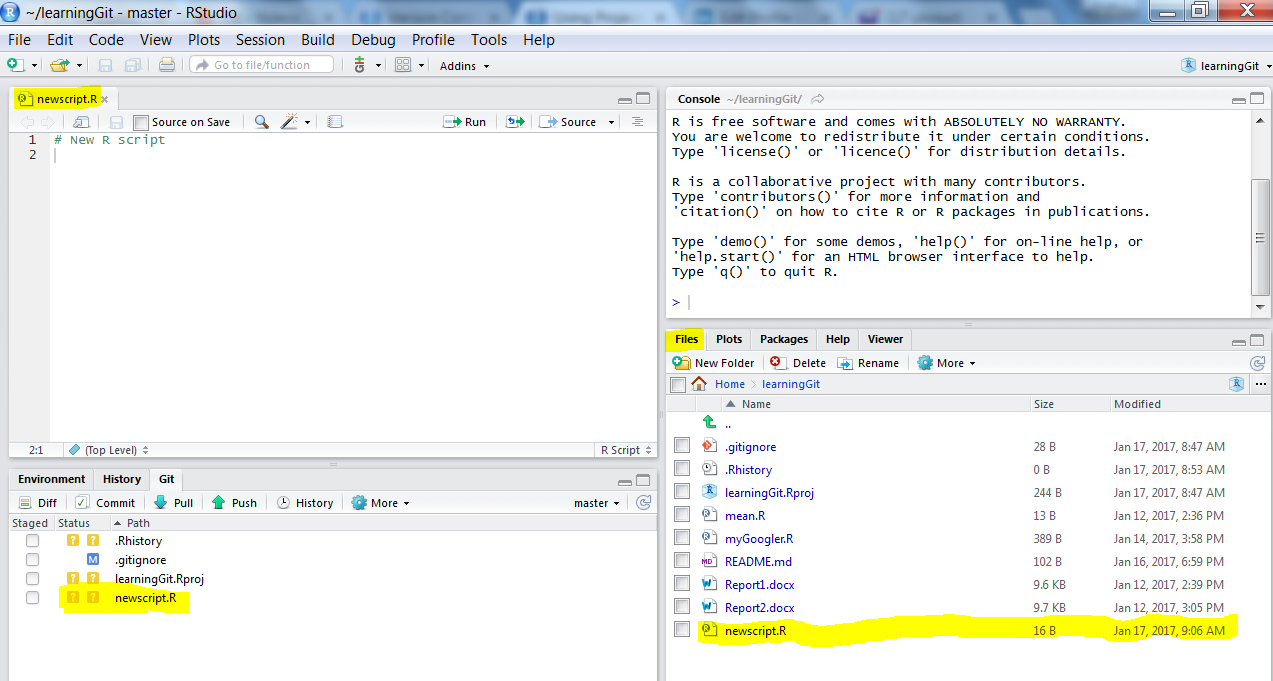 ~/learningGit - master - RStudio
File Edit Code View Plots Session Build Debug Profile Tools Help
Go to file/function Addins learningGit
newscript.R
Source on Save Run Source
1 # New R script
2
2:1 (Top Level) R Script
Environment History Git
Diff Commit Pull Push History More master
Staged Status Path
? ? .Rhistory
M .gitignore
? ? learningGit.Rproj
? ? newscript.R
Console ~/learningGit/
R is free software and comes with ABSOLUTELY NO WARRANTY.
You are welcome to redistribute it under certain conditions.
Type 'license()' or 'licence()' for distribution details.
R is a collaborative project with many contributors.
Type 'contributors()' for more information and
'citation()' on how to cite R or R packages in publications.
Type 'demo()' for some demos, 'help()' for on-line help, or
'help.start()' for an HTML browser interface to help.
Type 'q()' to quit R.
>
Files Plots Packages Help Viewer
New Folder Delete Rename More
Home learningGit ...
Name Size Modified
..
.gitignore 28 B Jan 17, 2017, 8:47 AM
.Rhistory 0 B Jan 17, 2017, 8:53 AM
learningGit.Rproj 244 B Jan 17, 2017, 8:47 AM
mean.R 13 B Jan 12, 2017, 2:36 PM
myGoogler.R 389 B Jan 14, 2017, 3:58 PM
README.md 102 B Jan 16, 2017, 6:59 PM
Report1.docx 9.6 KB Jan 12, 2017, 2:39 PM
Report2.docx 9.7 KB Jan 12, 2017, 3:05 PM
newscript.R 16 B Jan 17, 2017, 9:06 AM